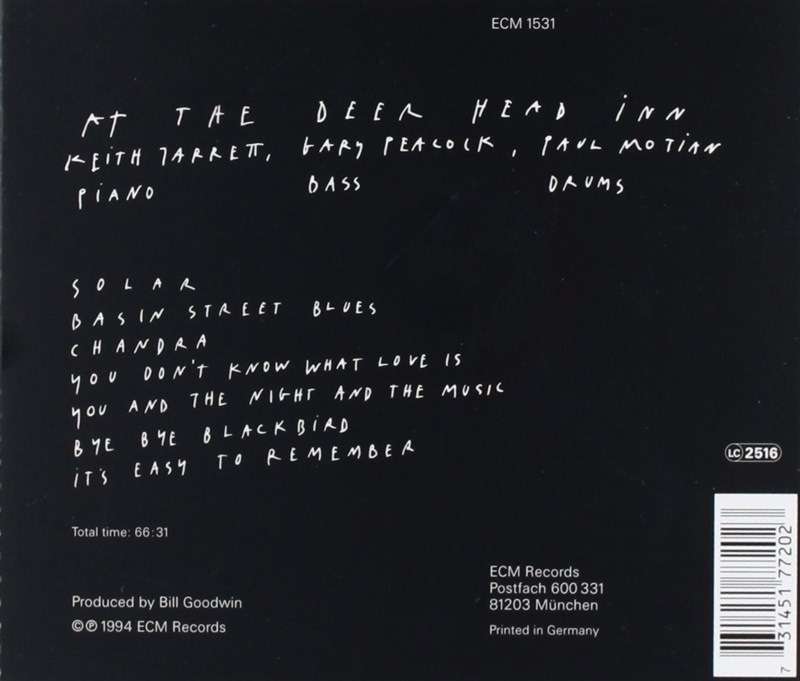 ECM 1531
AT THE DEER HEAD INN
KEITH JARRETT, GARY PEACOCK, PAUL MOTIAN
PIANO BASS DRUMS
SOLAR
BASIN STREET BLUES
CHANDRA
YOU DON'T KNOW WHAT LOVE IS
YOU AND THE NIGHT AND THE MUSIC
BYE BYE BLACKBIRD
IT'S EASY TO REMEMBER
LC 2516
Total time: 66:31
ECM Records
Postfach 600 331
81203 München
Produced by Bill Goodwin
©℗ 1994 ECM Records
Printed in Germany
7 31451 77202